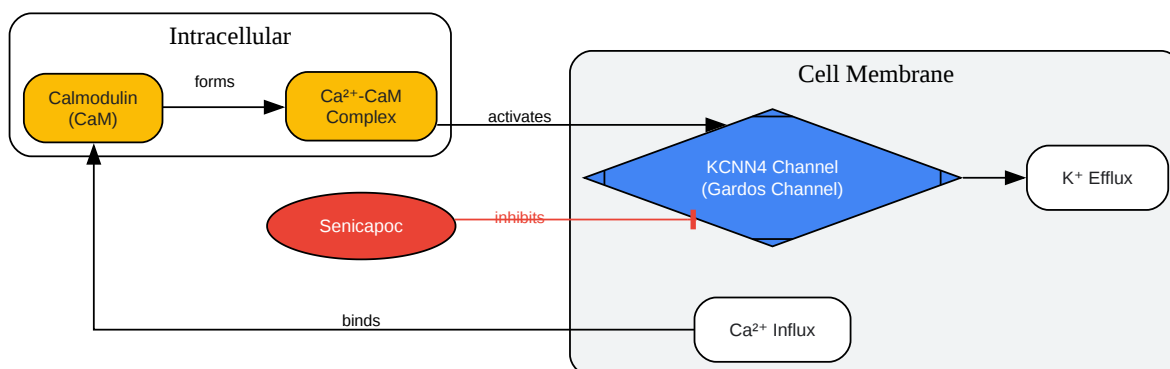 Intracellular
Calmodulin
(CaM)
forms
Ca²⁺-CaM
Complex
activates
Cell Membrane
KCNN4 Channel
(Gardos Channel)
K⁺ Efflux
Senicapoc
inhibits
binds
Ca²⁺ Influx